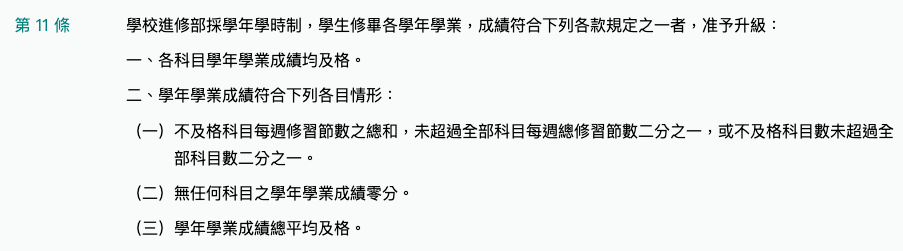 第 11 條 學校進修部採學年學時制，學生修畢各學年學業，成績符合下列各款規定之一者，准予升級：
一、各科目學年學業成績均及格。
二、學年學業成績符合下列各目情形：
（一）不及格科目每週修習節數之總和，未超過全部科目每週總修習節數二分之一，或不及格科目數未超過全
部科目數二分之一。
（二）無任何科目之學年學業成績零分。
（三）學年學業成績總平均及格。